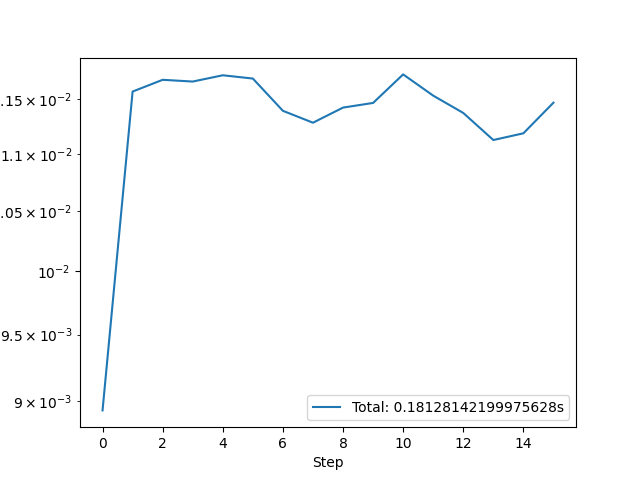 .15 × 10⁻²
1.1 × 10⁻²
.05 × 10⁻²
10⁻²
9.5 × 10⁻³
9 × 10⁻³
Total: 0.18128142199975628s
0 2 4 6 8 10 12 14
Step